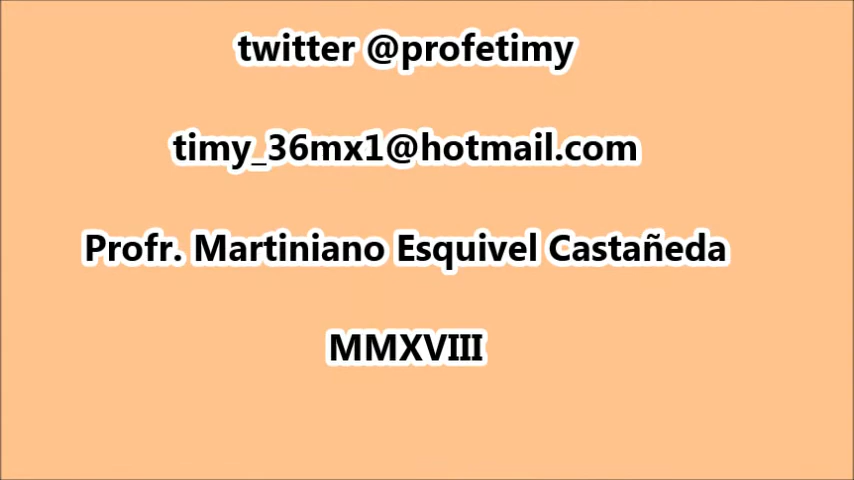 twitter @profetimy
timy_36mx1@hotmail.com
Profr. Martiniano Esquivel Castañeda
MMXVIII